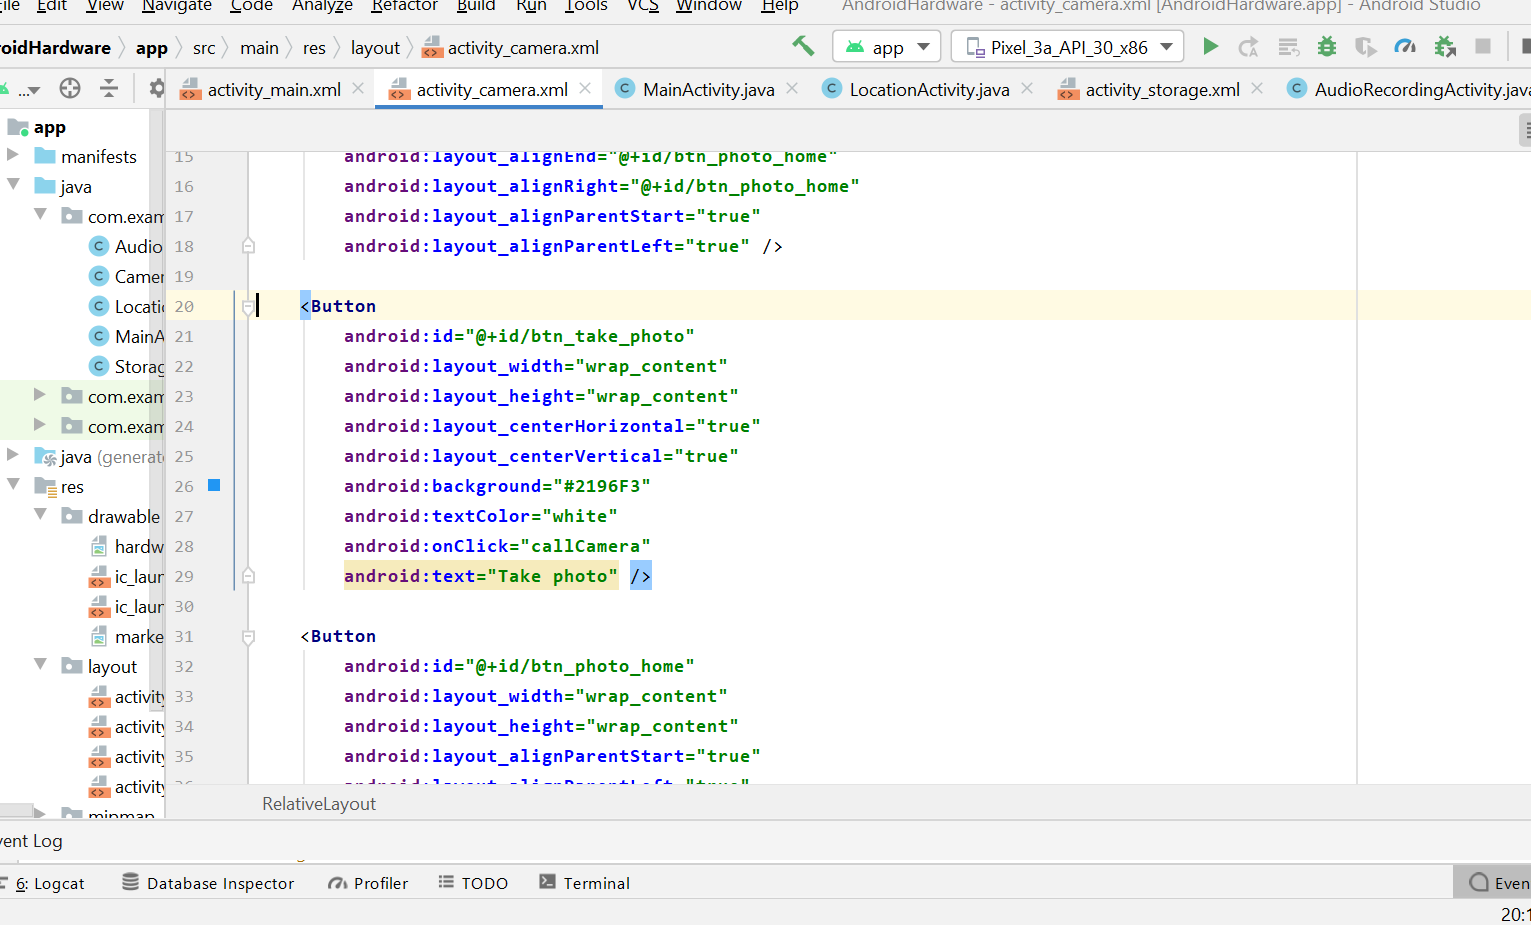 File Edit View Navigate Code Analyze Refactor Build Run Tools VCS Window Help AndroidHardware - activity_camera.xml [AndroidHardware.app] - Android Studio
roidHardware app src main res layout activity_camera.xml app Pixel_3a_API_30_x86
... activity_main.xml activity_camera.xml MainActivity.java LocationActivity.java activity_storage.xml AudioRecordingActivity.java
app
manifests
java
com.exam
Audio
Camer
Locati
MainA
Storag
com.exam
com.exam
java (generate
res
drawable
hardw
ic_laur
ic_laur
marke
layout
activity
activity
activity
activity
mipmap
15 android:layout_alignEnd="@+id/btn_photo_home"
16 android:layout_alignRight="@+id/btn_photo_home"
17 android:layout_alignParentStart="true"
18 android:layout_alignParentLeft="true" />
19
20 <Button
21 android:id="@+id/btn_take_photo"
22 android:layout_width="wrap_content"
23 android:layout_height="wrap_content"
24 android:layout_centerHorizontal="true"
25 android:layout_centerVertical="true"
26 android:background="#2196F3"
27 android:textColor="white"
28 android:onClick="callCamera"
29 android:text="Take photo" />
30
31 <Button
32 android:id="@+id/btn_photo_home"
33 android:layout_width="wrap_content"
34 android:layout_height="wrap_content"
35 android:layout_alignParentStart="true"
36 android:layout_alignParentLeft="true"
RelativeLayout
vent Log
6: Logcat Database Inspector Profiler TODO Terminal Even
20:1